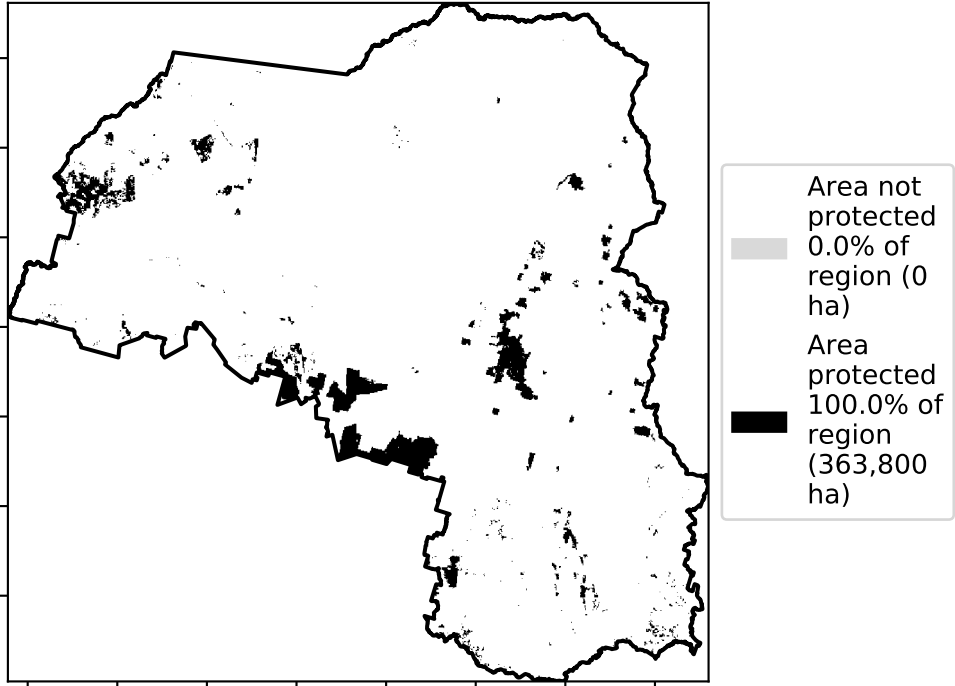 Area not
protected
0.0% of
region (0
ha)
Area
protected
100.0% of
region
(363,800
ha)